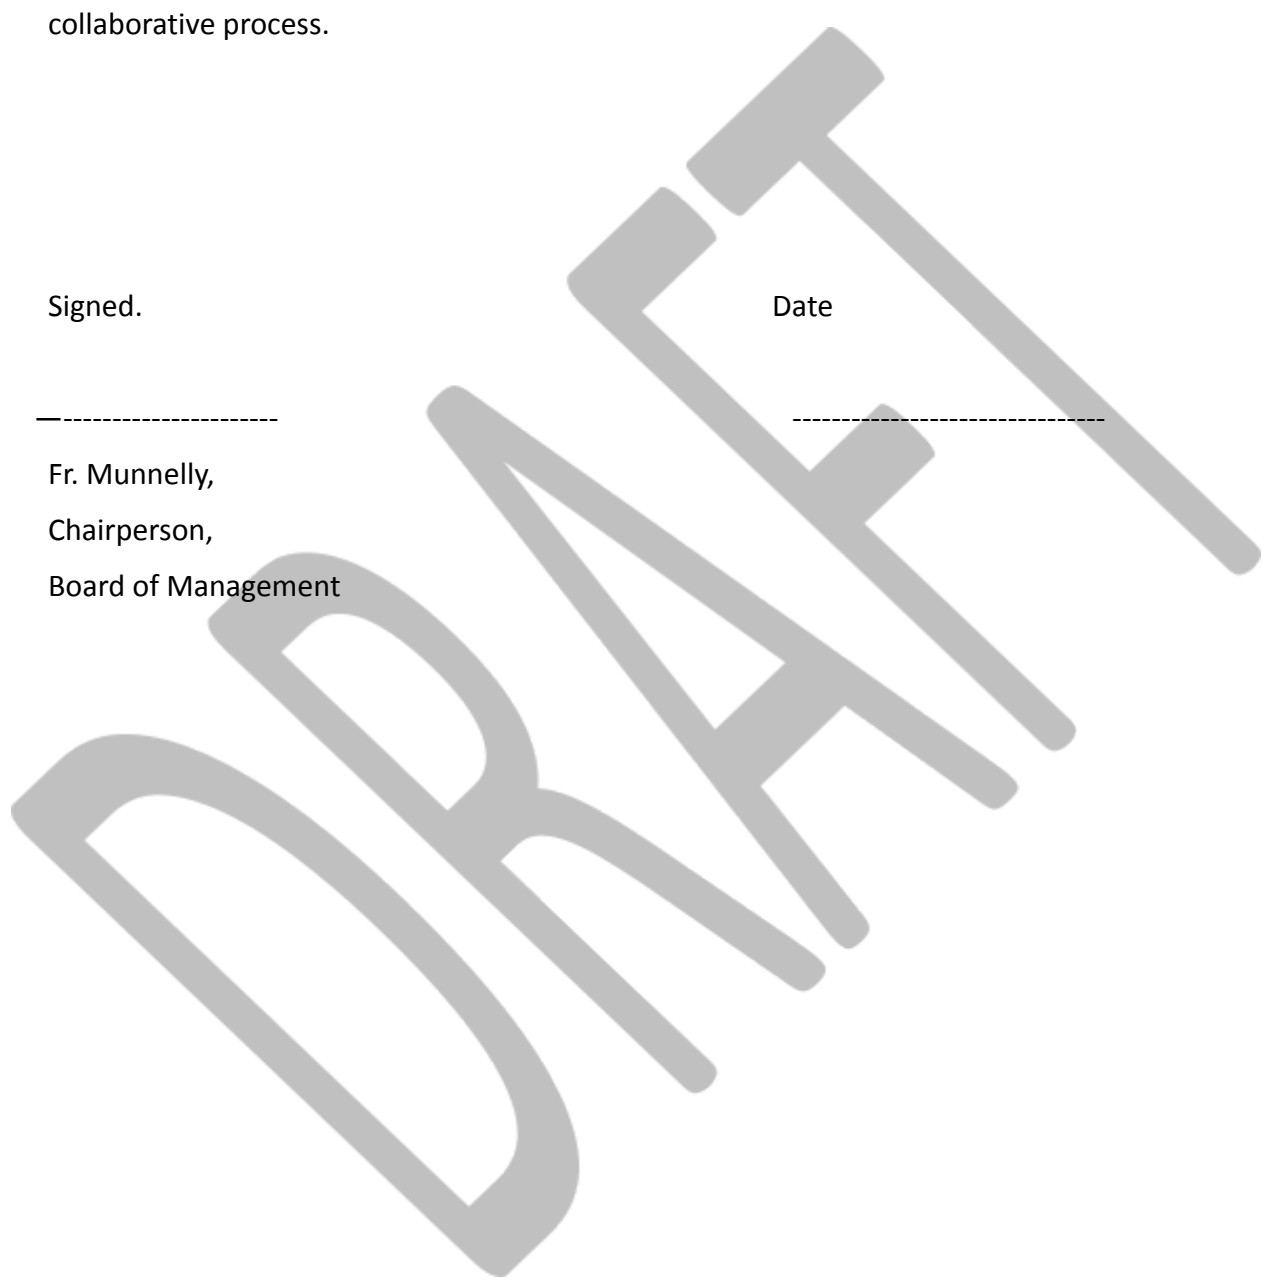 collaborative process.
Signed. Date
—---------------------- --------------------------------
Fr. Munnelly,
Chairperson,
Board of Management
DRAFT